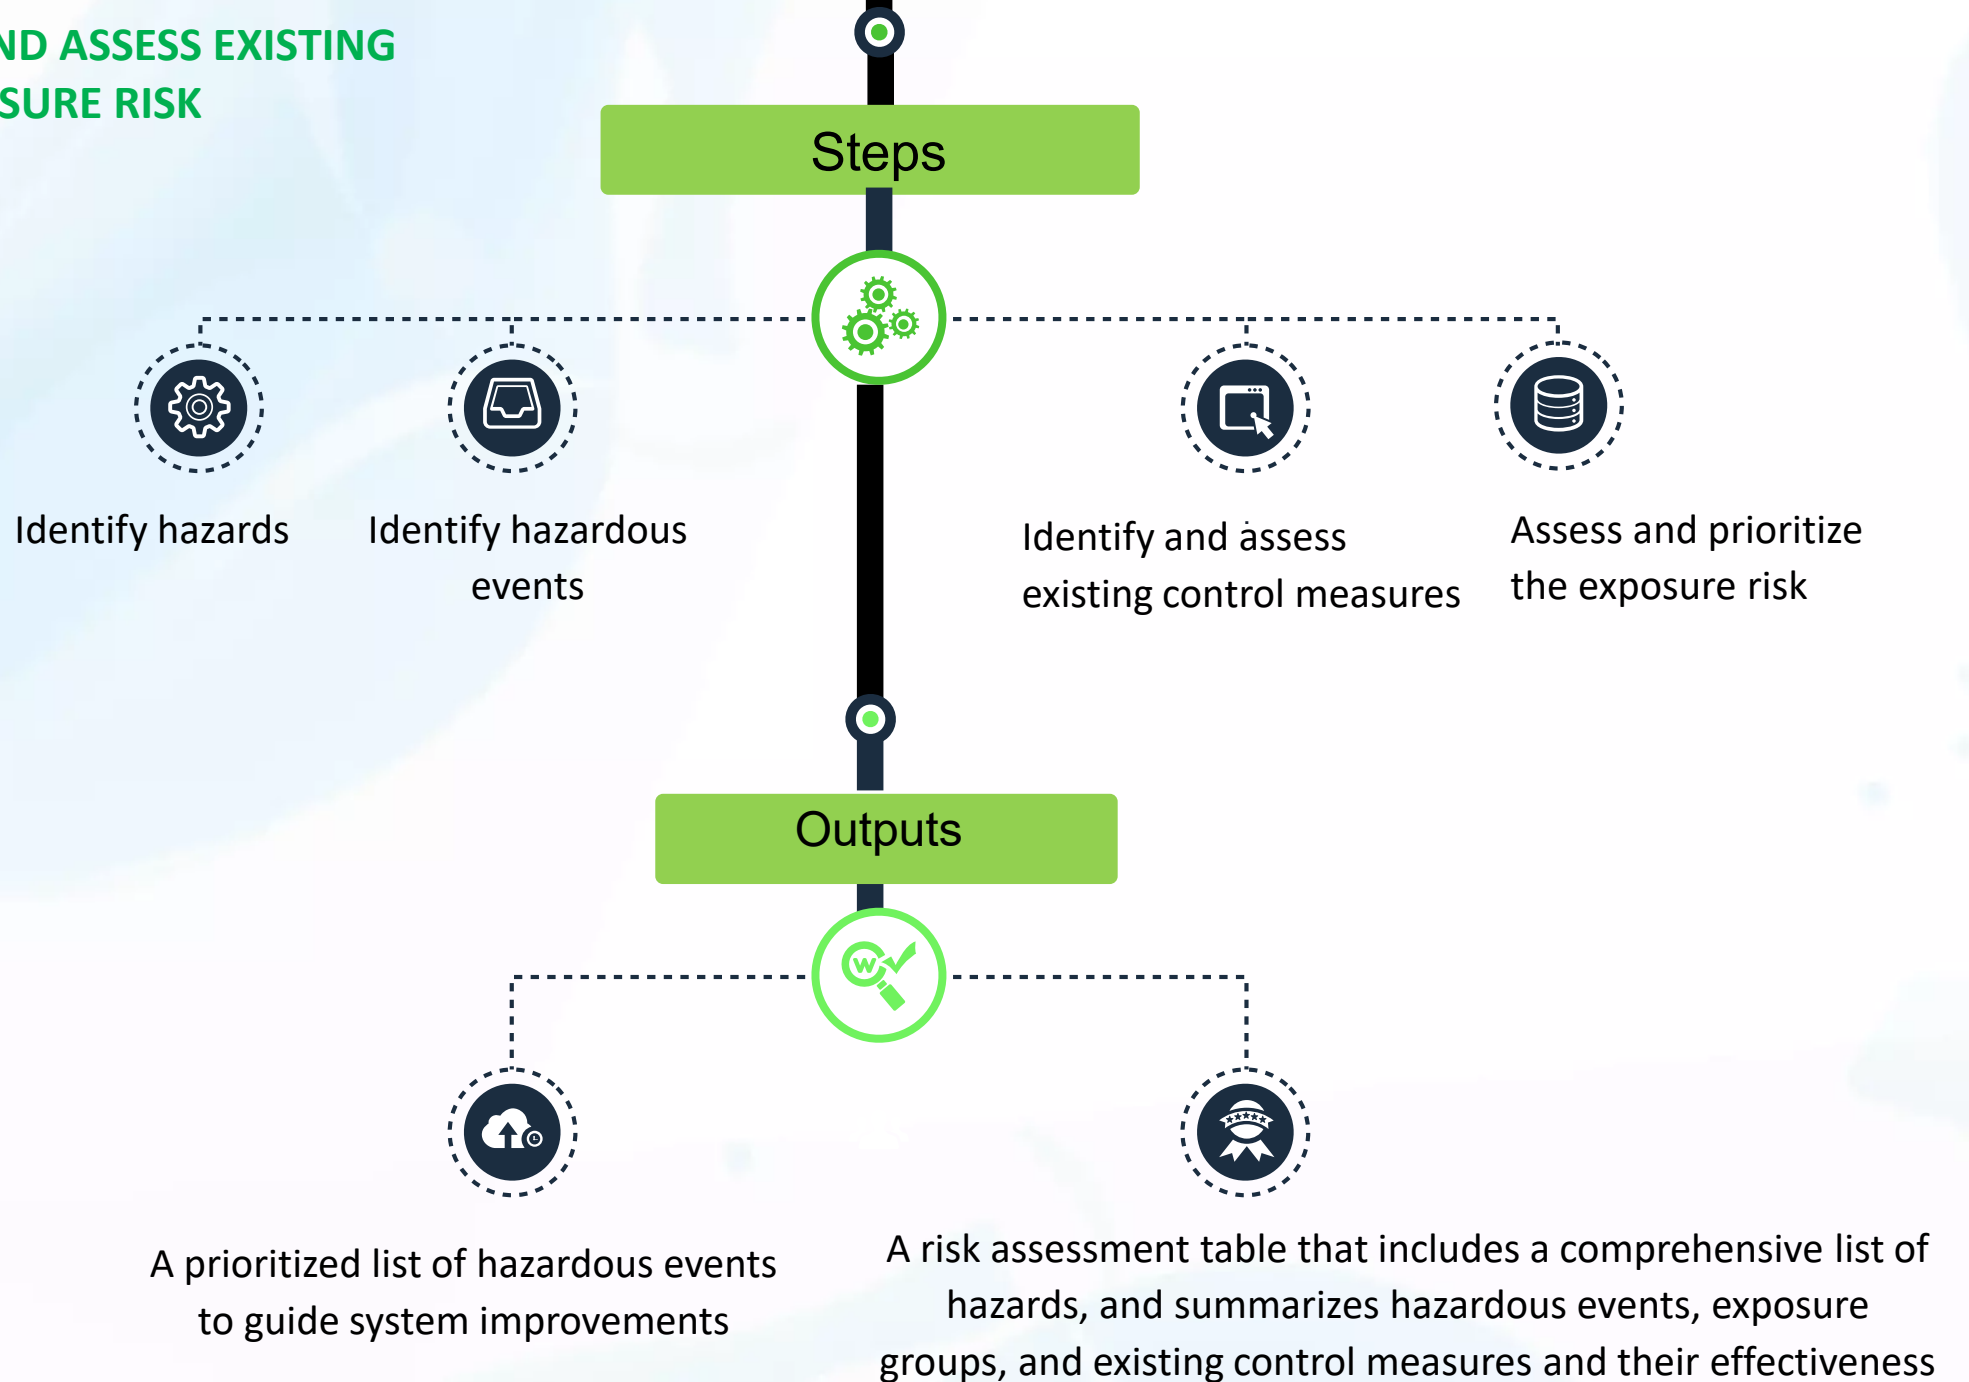 ND ASSESS EXISTING
SURE RISK
Steps
Identify hazards
Identify hazardous
events
Identify and assess
existing control measures
Assess and prioritize
the exposure risk
Outputs
A prioritized list of hazardous events
to guide system improvements
A risk assessment table that includes a comprehensive list of
hazards, and summarizes hazardous events, exposure
groups, and existing control measures and their effectiveness